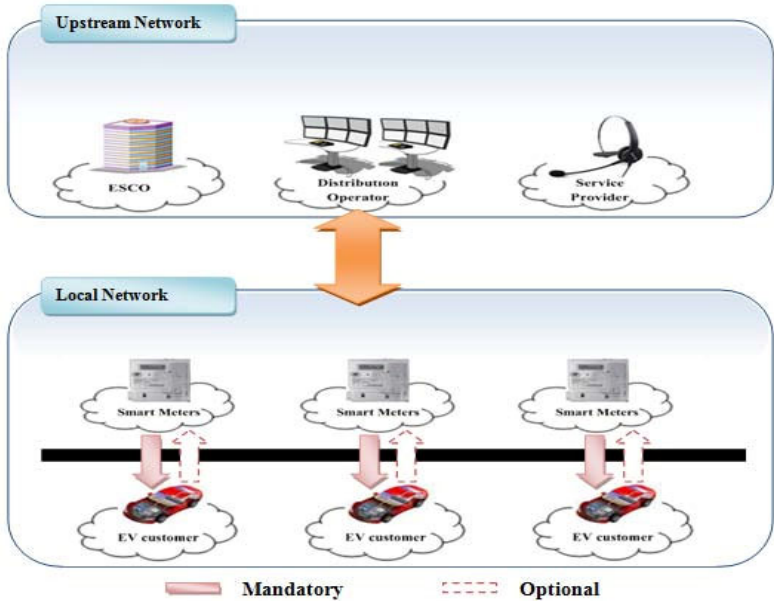 Upstream Network
ESCO
Distribution
Operator
Service
Provider
Local Network
Smart Meters
Smart Meters
Smart Meters
EV customer
EV customer
EV customer
Mandatory
Optional